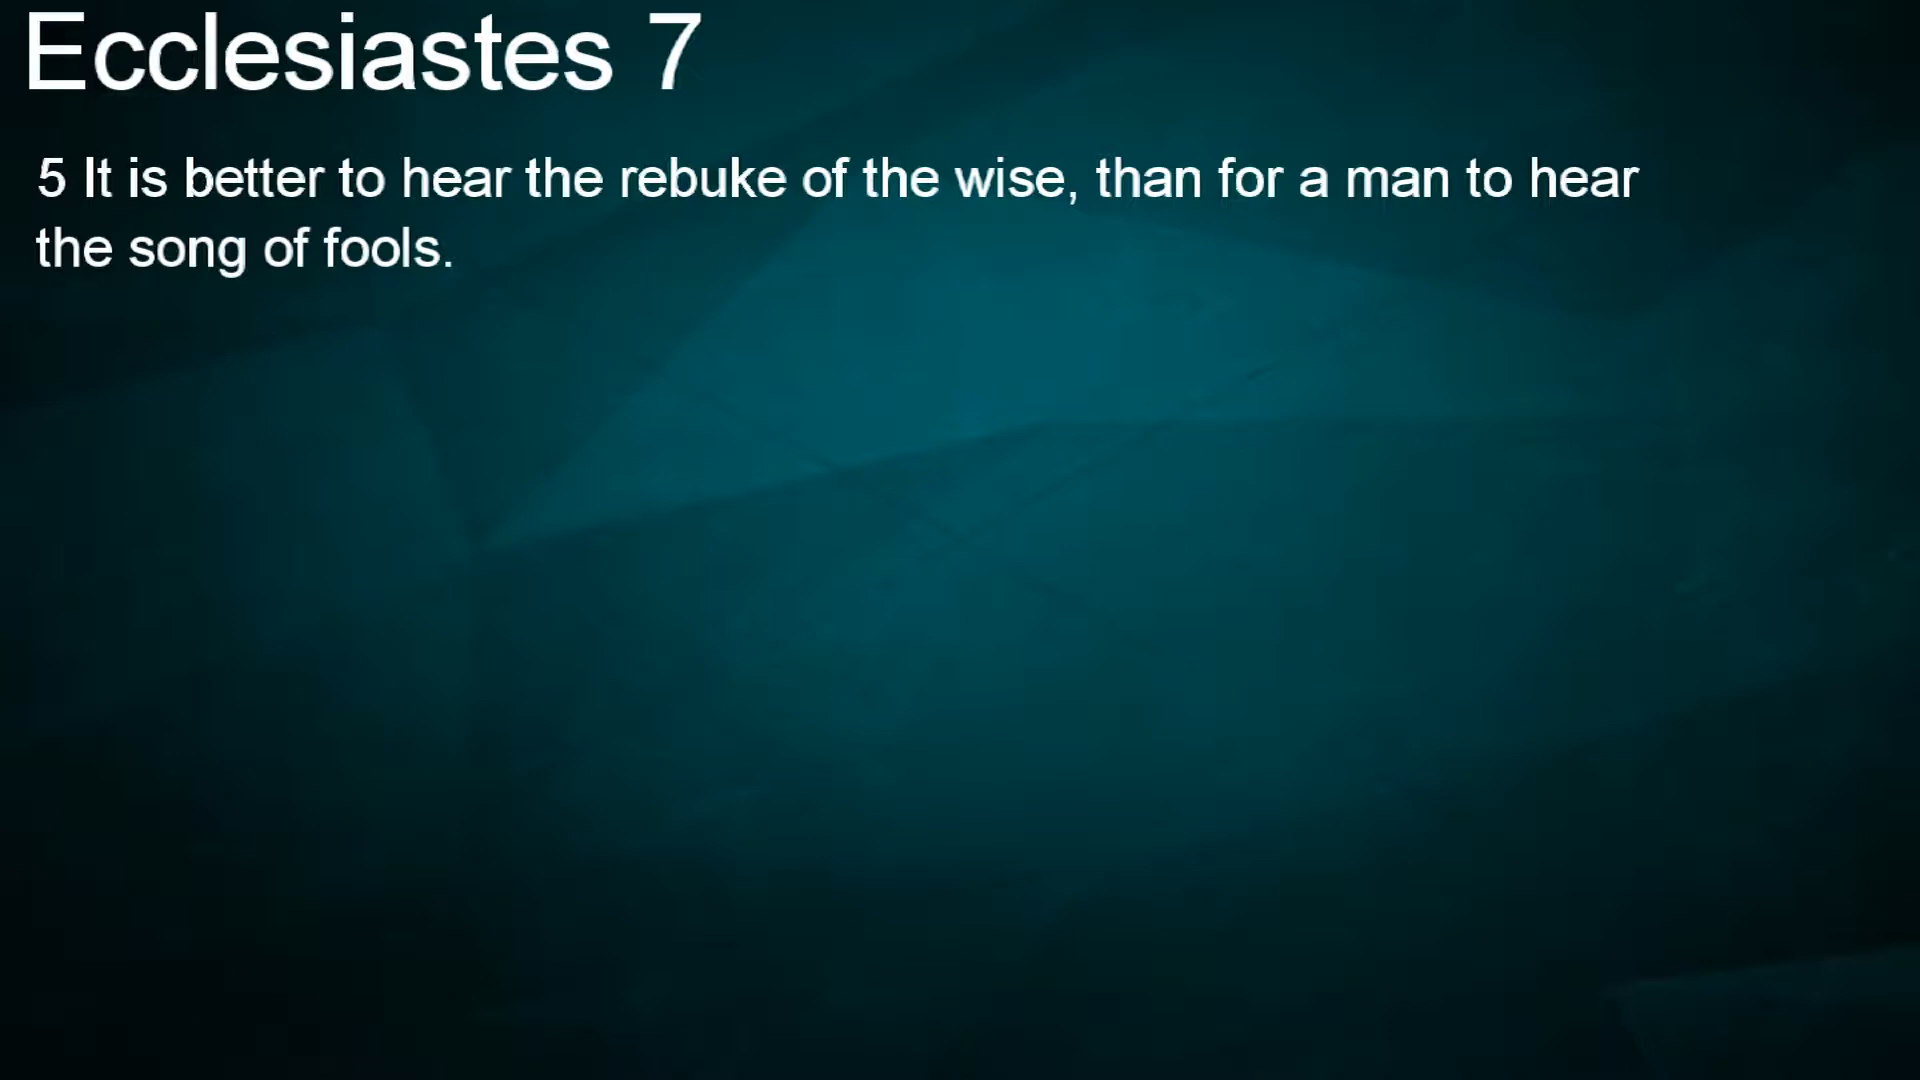 Ecclesiastes 7
5 It is better to hear the rebuke of the wise, than for a man to hear
the song of fools.